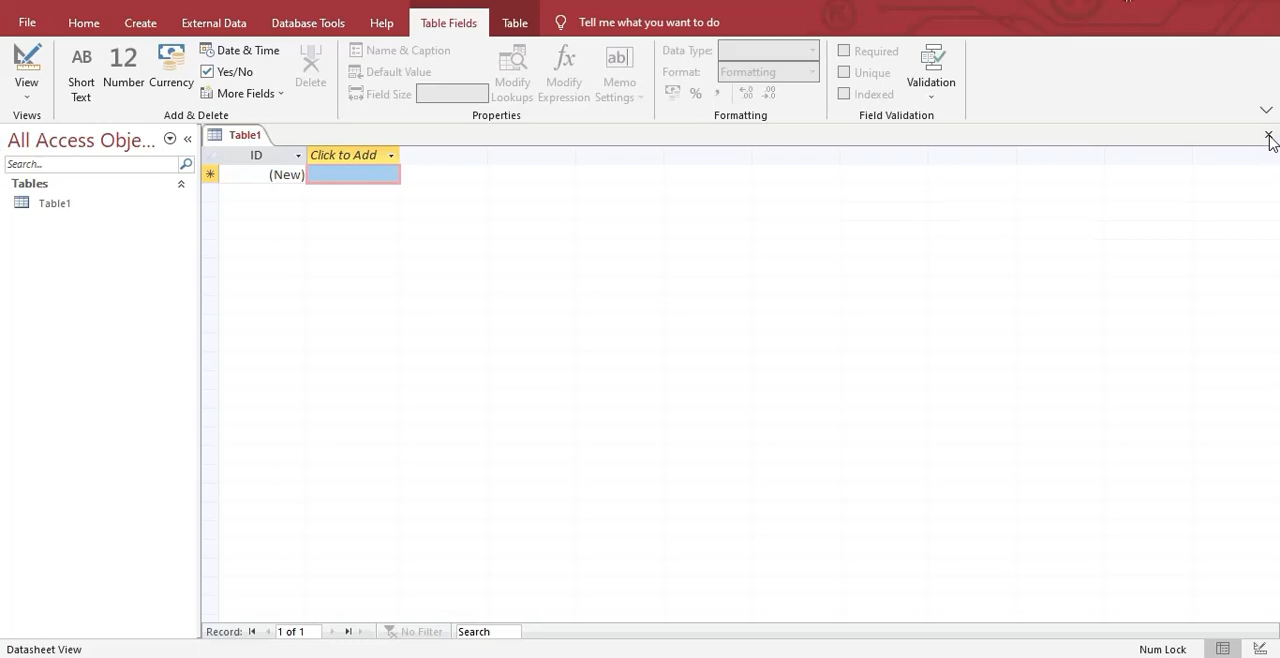 File Home Create External Data Database Tools Help Table Fields Table Tell me what you want to do
View
Views
AB Short Text
12 Number
Currency
Date & Time
Yes/No
More Fields
Delete
Add & Delete
Name & Caption
Default Value
Field Size
Modify Lookups
fx Modify Expression
ab Memo Settings
Properties
Data Type:
Format: Formatting
% , .00 .00
Formatting
Required
Unique
Indexed
Validation
Field Validation
All Access Obje... «
Search...
Tables
Table1
Table1
ID Click to Add
(New)
Record: 1 of 1 No Filter Search
Datasheet View Num Lock